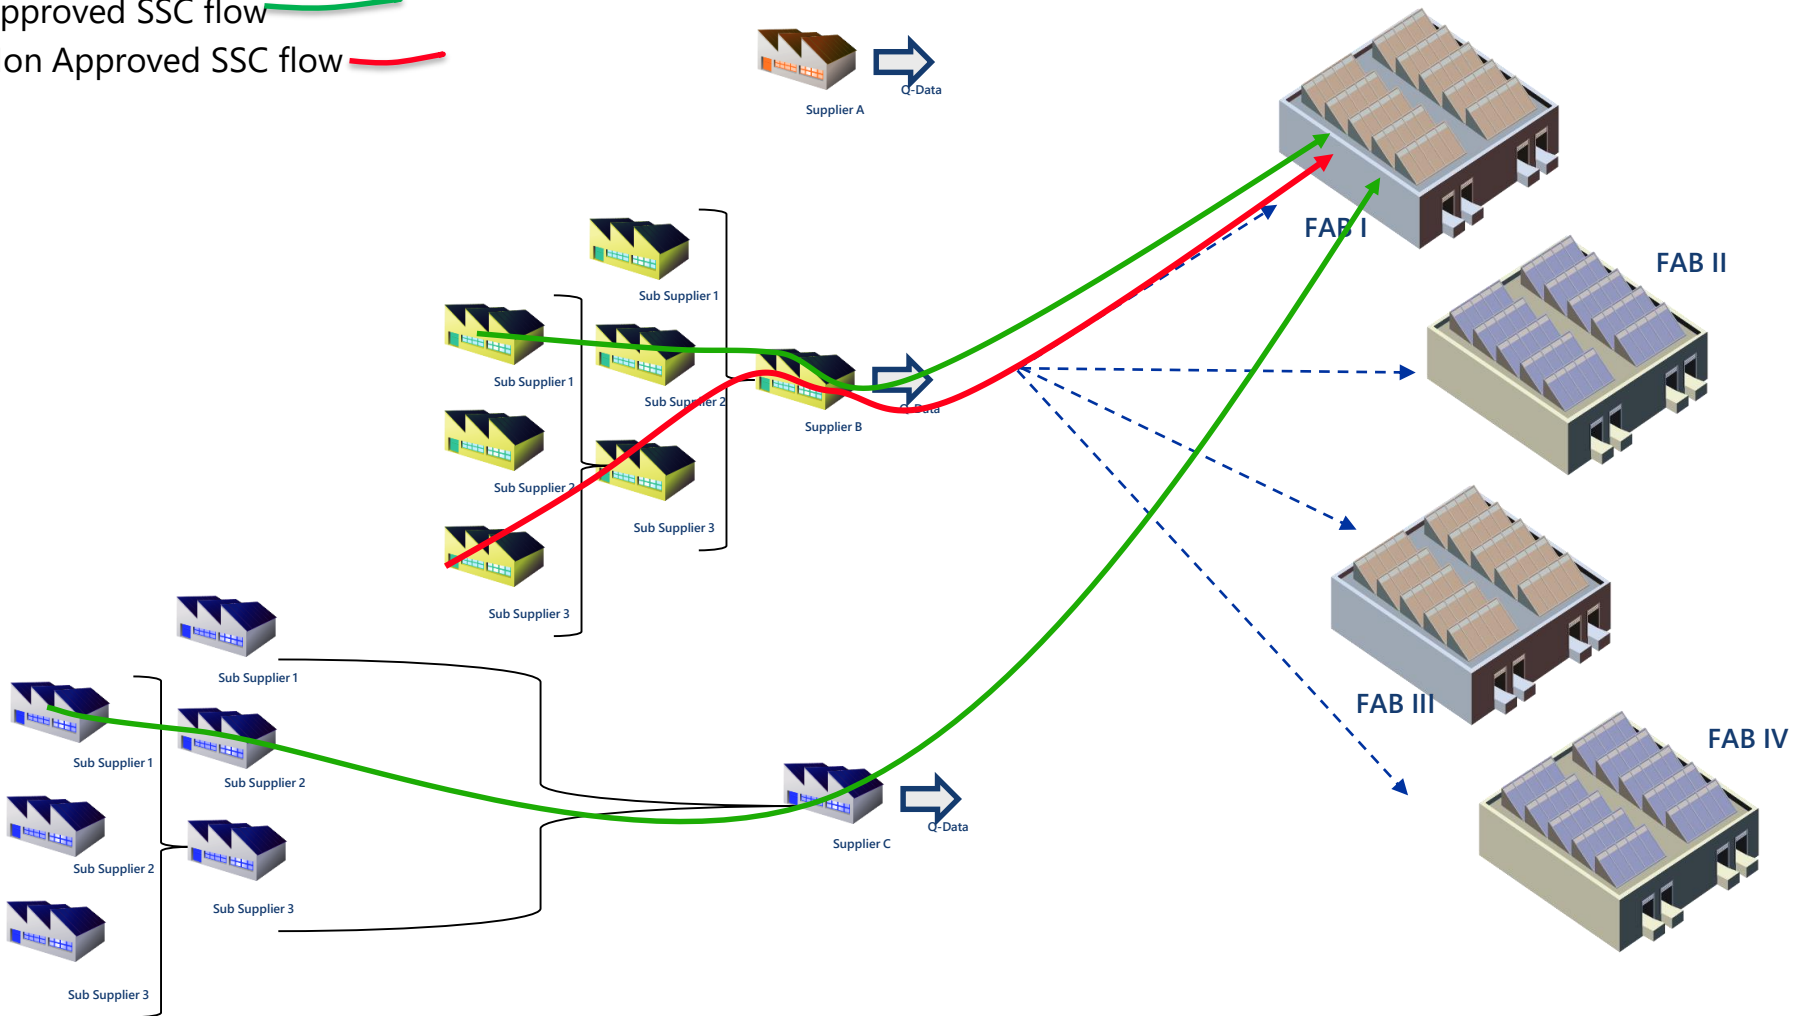 pproved SSC flow
on Approved SSC flow
Q-Data
Supplier A
FAB I
FAB II
Sub Supplier 1
Sub Supplier 1
Sub Supplier 2
Q-Data
Supplier B
Sub Supplier 2
Sub Supplier 3
Sub Supplier 3
Sub Supplier 1
FAB III
FAB IV
Sub Supplier 1
Sub Supplier 2
Q-Data
Supplier C
Sub Supplier 2
Sub Supplier 3
Sub Supplier 3